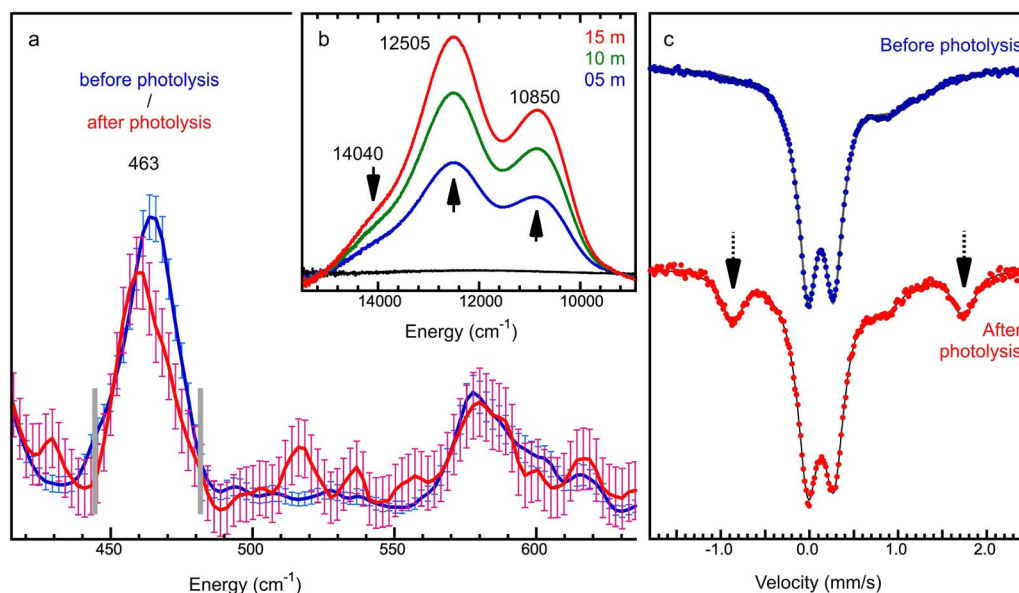 a
before photolysis
/
after photolysis
463
450
500
550
600
Energy (cm-1)
b
12505
15 m
10 m
05 m
10850
14040
14000
12000
10000
Energy (cm-1)
c
Before photolysis
After
photolysis
-1.0
0.0
1.0
2.0
Velocity (mm/s)